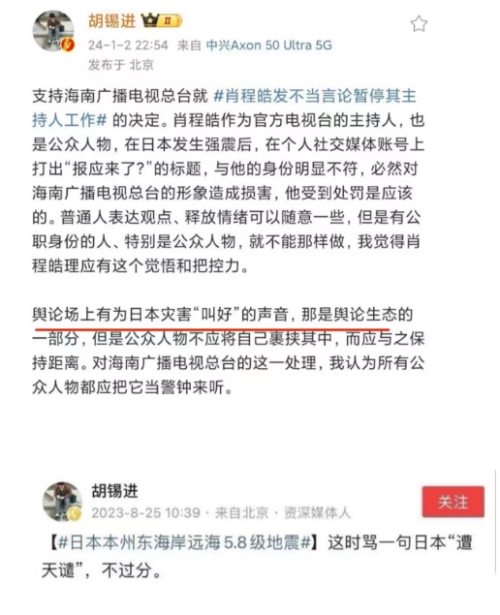 胡锡进 II
24-1-2 22:54 来自 中兴Axon 50 Ultra 5G
发布于 北京
支持海南广播电视总台就 #肖程皓发不当言论暂停其主
持人工作# 的决定。肖程皓作为官方电视台的主持人，也
是公众人物，在日本发生强震后，在个人社交媒体账号上
打出“报应来了?”的标题，与他的身份明显不符，必然对
海南广播电视总台的形象造成损害，他受到处罚是应该
的。普通人表达观点、释放情绪可以随意一些，但是有公
职身份的人、特别是公众人物，就不能那样做，我觉得肖
程皓理应有这个觉悟和把控力。
舆论场上有为日本灾害“叫好”的声音，那是舆论生态的
一部分，但是公众人物不应将自己裹挟其中，而应与之保
持距离。对海南广播电视总台的这一处理，我认为所有公
众人物都应把它当警钟来听。
胡锡进
2023-8-25 10:39 · 来自北京 · 资深媒体人
关注
【#日本本州东海岸远海5.8级地震#】这时骂一句日本“遭
天谴”，不过分。